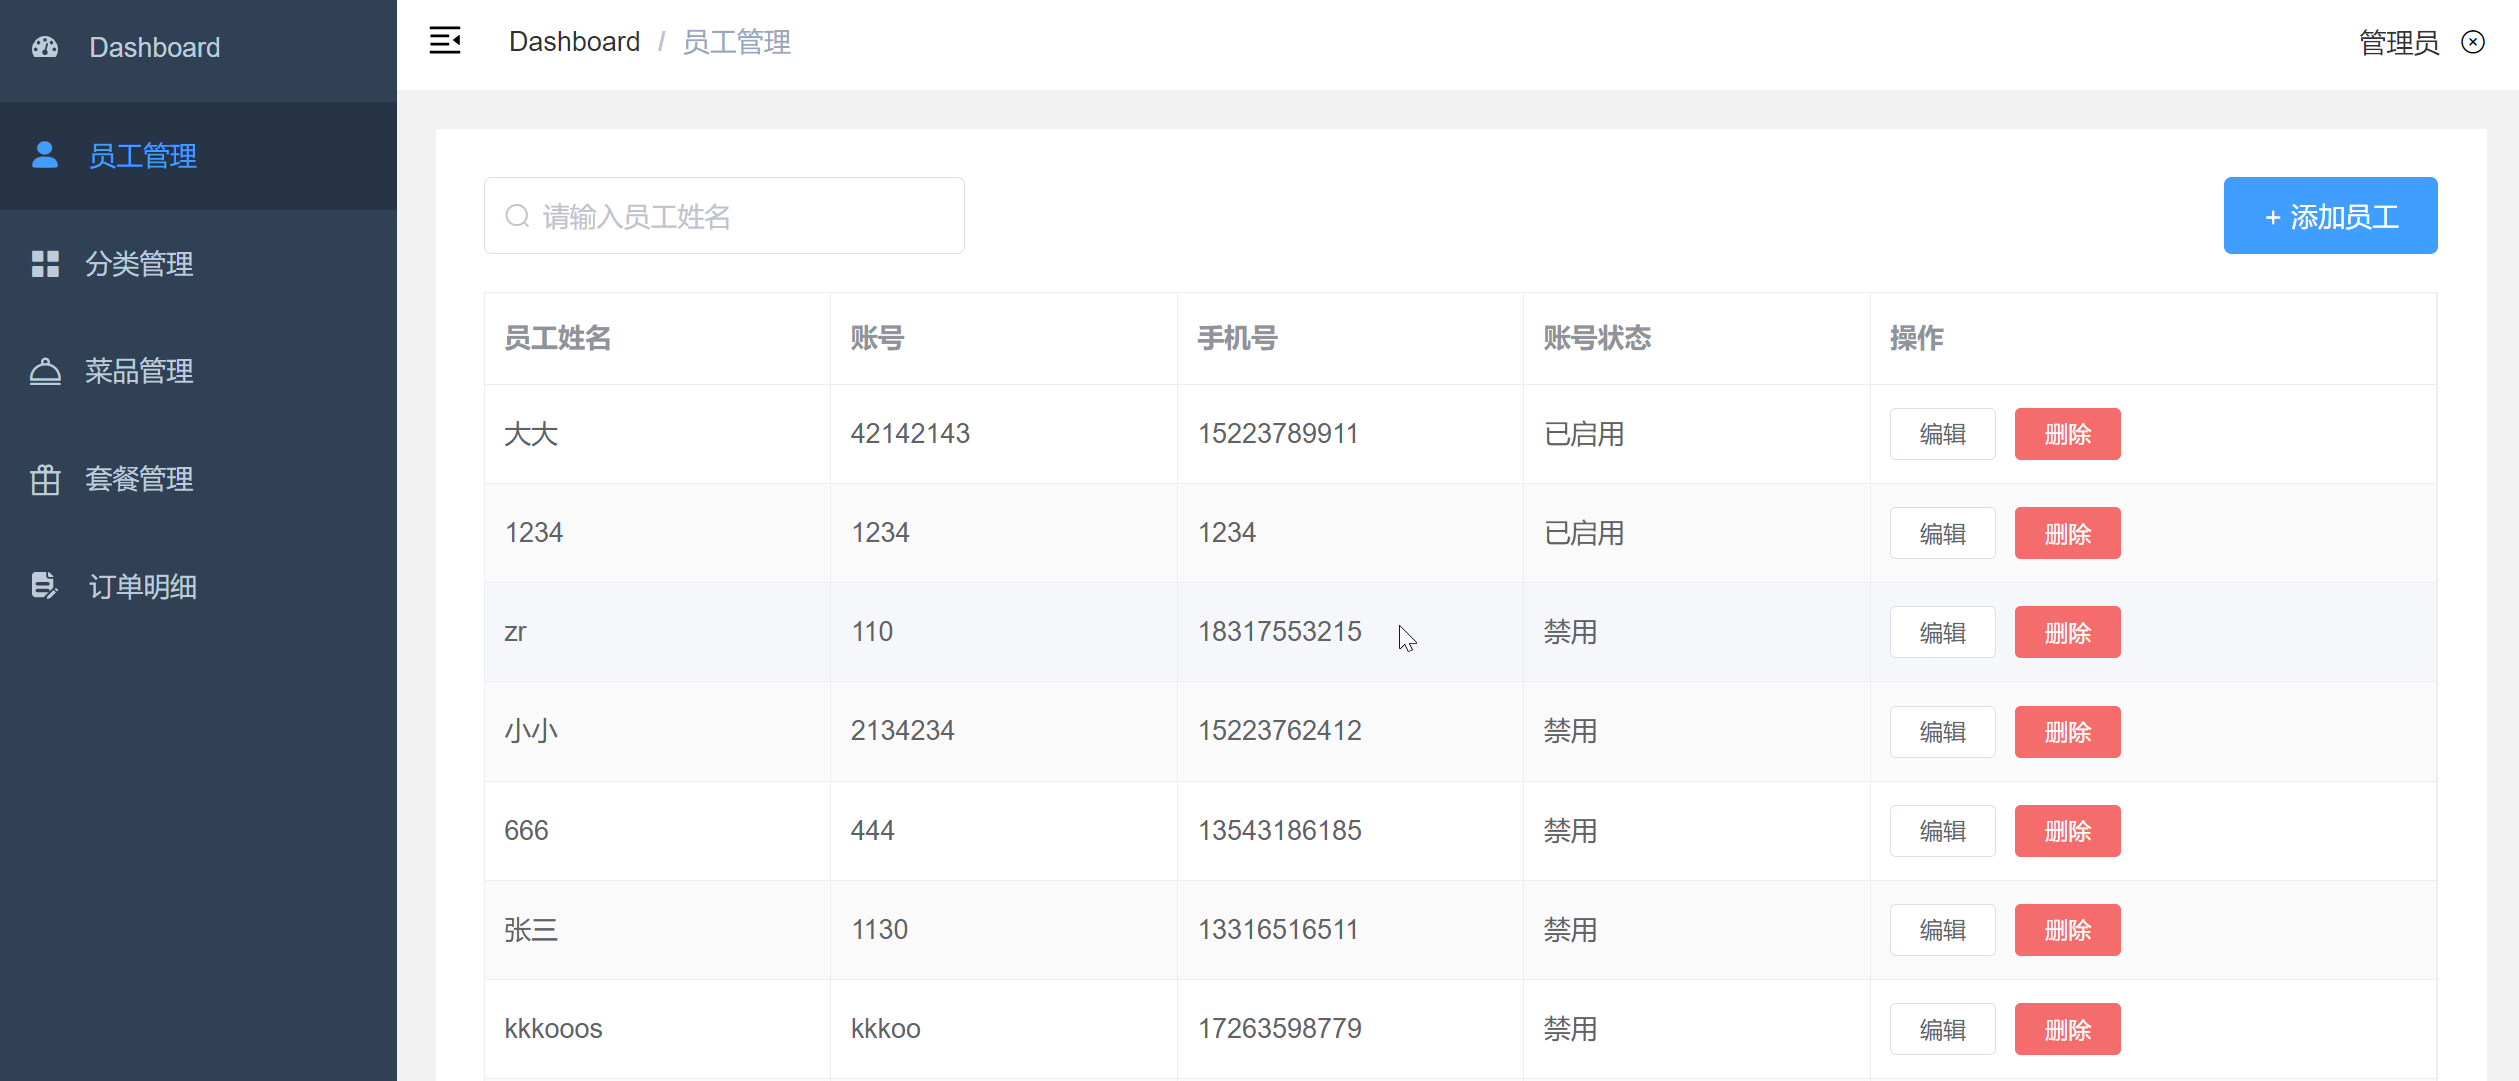 Dashboard
员工管理
分类管理
菜品管理
套餐管理
订单明细
Dashboard / 员工管理
管理员
请输入员工姓名
+ 添加员工
员工姓名 账号 手机号 账号状态 操作
大大 42142143 15223789911 已启用 编辑 删除
1234 1234 1234 已启用 编辑 删除
zr 110 18317553215 禁用 编辑 删除
小小 2134234 15223762412 禁用 编辑 删除
666 444 13543186185 禁用 编辑 删除
张三 1130 13316516511 禁用 编辑 删除
kkkooos kkkoo 17263598779 禁用 编辑 删除